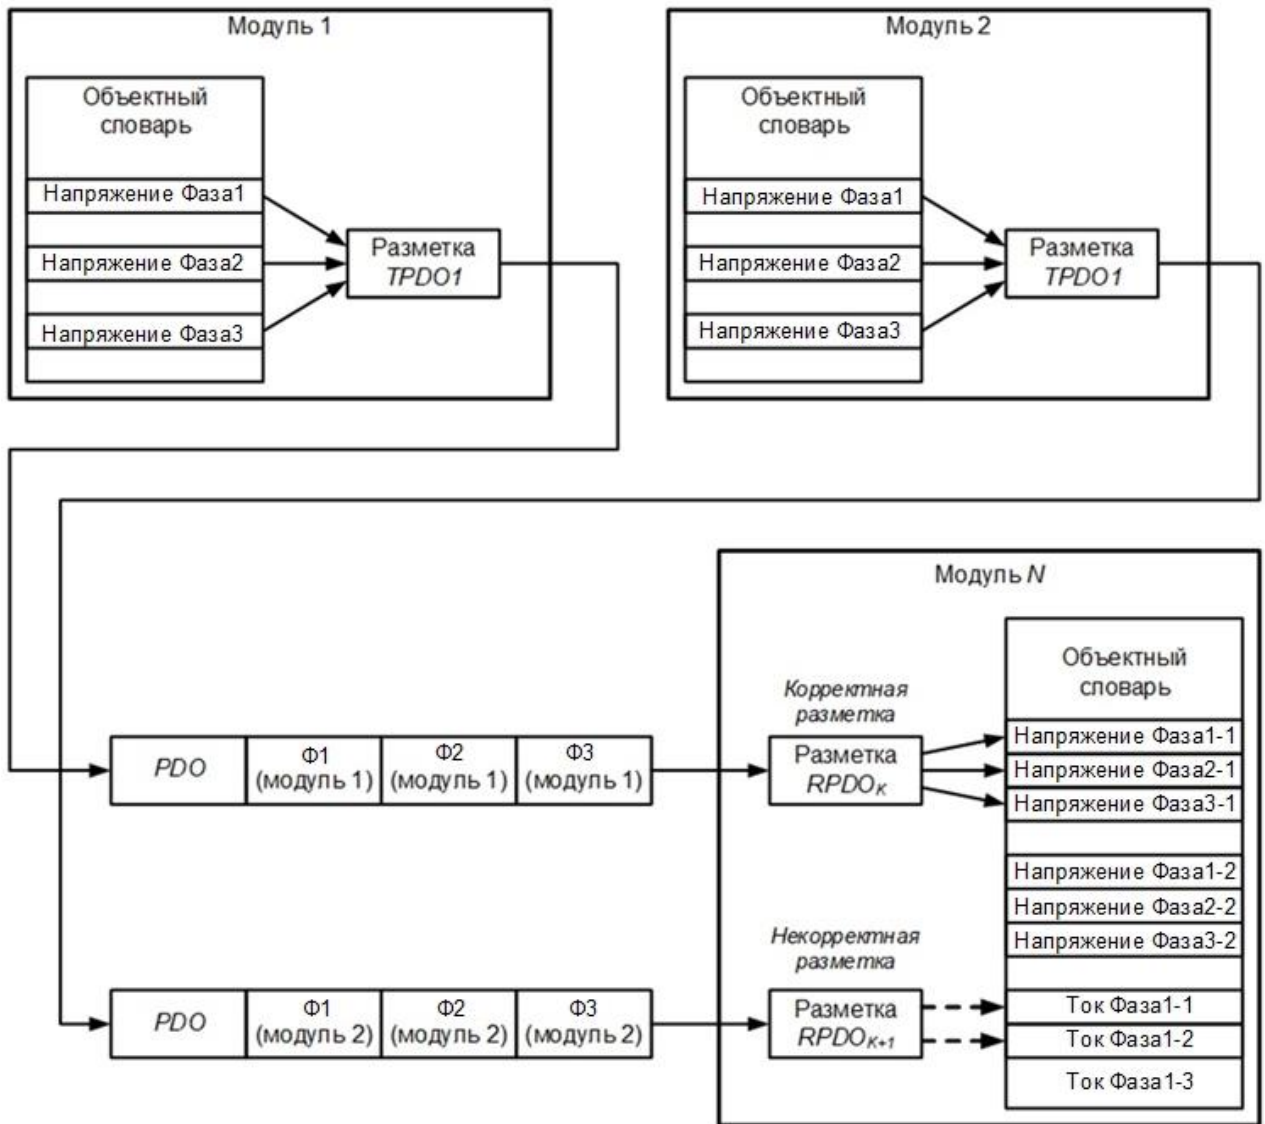 Модуль 1
Объектный
словарь
Напряжение Фаза1
Напряжение Фаза2
Напряжение Фаза3
Разметка
TPDO1
Модуль 2
Объектный
словарь
Напряжение Фаза1
Напряжение Фаза2
Напряжение Фаза3
Разметка
TPDO1
Модуль N
PDO
Ф1
(модуль 1)
Ф2
(модуль 1)
Ф3
(модуль 1)
Корректная
разметка
Разметка
RPDOK
Объектный
словарь
Напряжение Фаза1-1
Напряжение Фаза2-1
Напряжение Фаза3-1
Напряжение Фаза1-2
Напряжение Фаза2-2
Напряжение Фаза3-2
PDO
Ф1
(модуль 2)
Ф2
(модуль 2)
Ф3
(модуль 2)
Некорректная
разметка
Разметка
RPDOK+1
Ток Фаза1-1
Ток Фаза1-2
Ток Фаза1-3